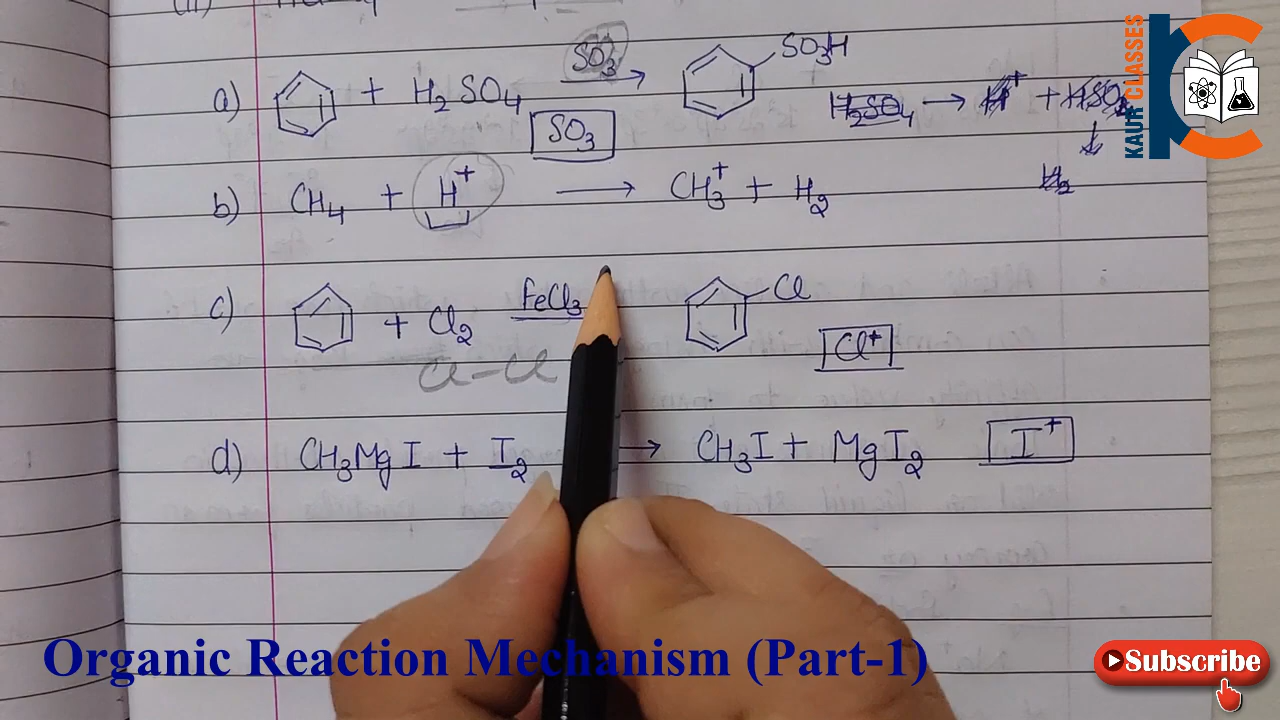 SO3
a) + H2SO4 SO3H
SO3 H2SO4 → H+ + HSO4
↓
H2
b) CH4 + H+ → CH3+ + H2
c) + Cl2 FeCl3 Cl
Cl+
Cl-Cl
d) CH3MgI + I2 → CH3I + MgI2 I+
KAUR CLASSES
Organic Reaction Mechanism (Part-1)
Subscribe